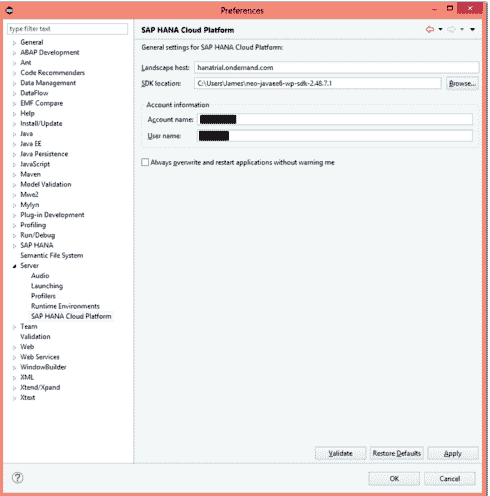 Preferences
type filter text
General
ABAP Development
Ant
Code Recommenders
Data Management
DataFlow
EMF Compare
Help
Install/Update
Java
Java EE
Java Persistence
JavaScript
Maven
Model Validation
Mwe2
Mylyn
Plug-in Development
Profiling
Run/Debug
SAP HANA
Semantic File System
Server
Audio
Launching
Profilers
Runtime Environments
SAP HANA Cloud Platform
Team
Validation
Web
Web Services
WindowBuilder
XML
Xtend/Xpand
Xtext
SAP HANA Cloud Platform
General settings for SAP HANA Cloud Platform:
Landscape host: hanatrial.ondemand.com
SDK location: C:\Users\James\neo-javaee6-wp-sdk-2.48.7.1 Browse...
Account information
Account name:
User name:
Always overwrite and restart applications without warning me
Validate Restore Defaults Apply
OK Cancel